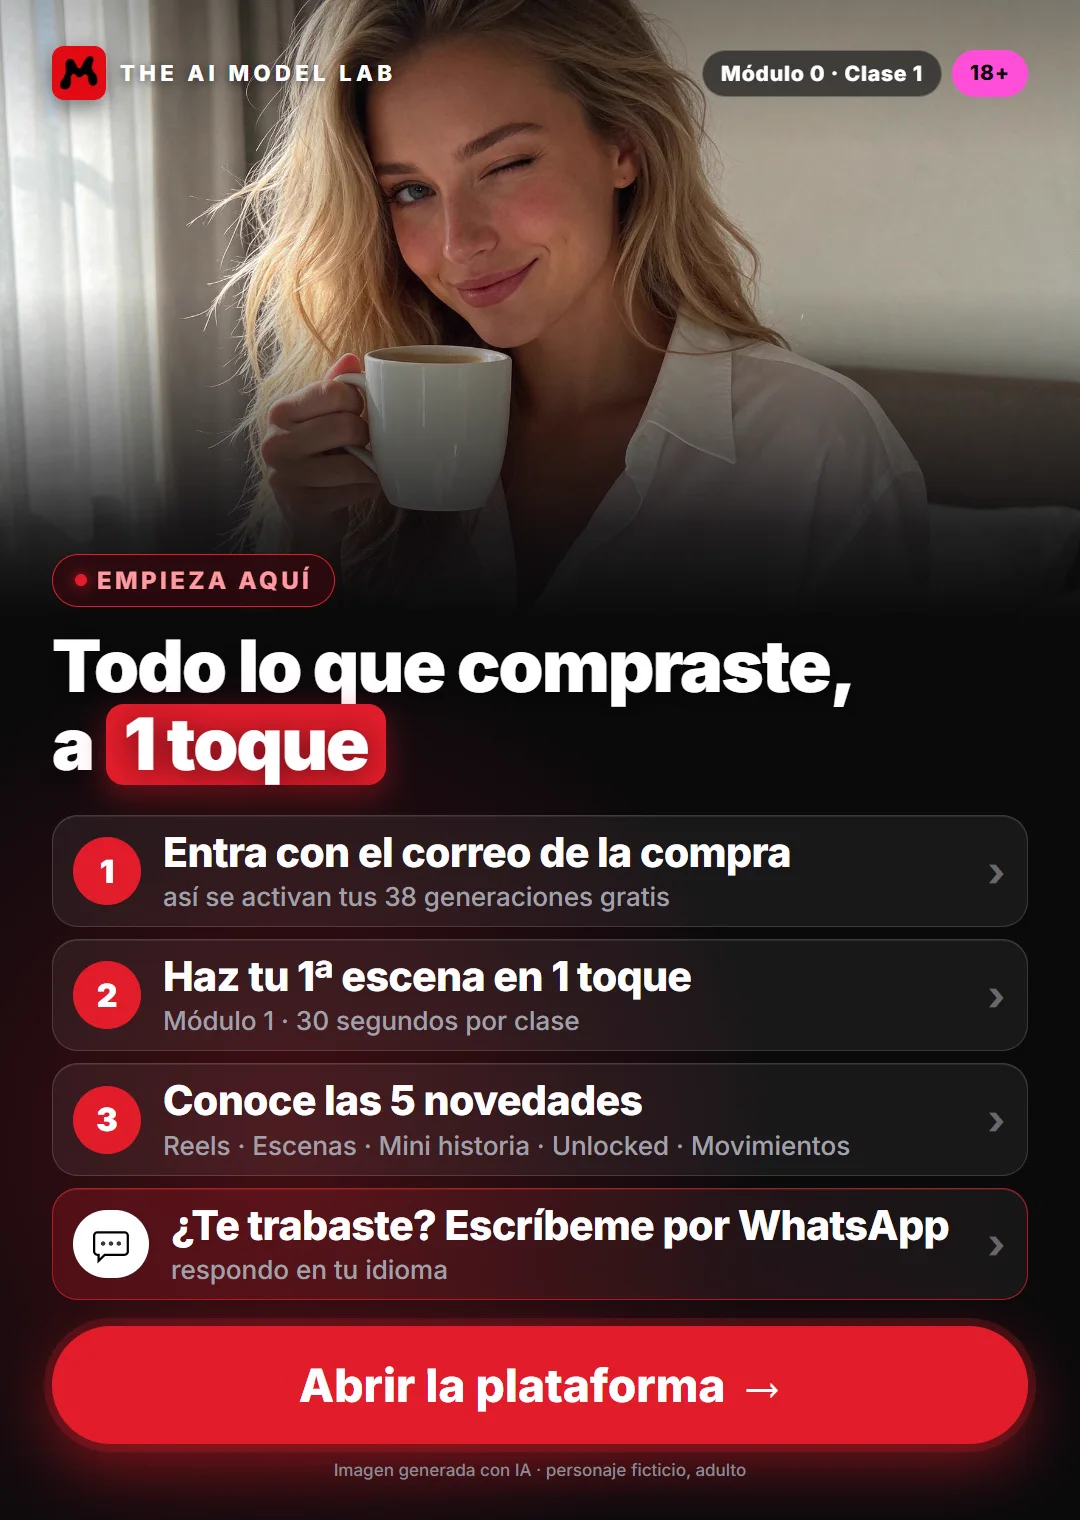 THE AI MODEL LAB
Módulo 0 · Clase 1
18+
EMPIEZA AQUÍ
Todo lo que compraste,
a 1 toque
1
Entra con el correo de la compra
así se activan tus 38 generaciones gratis
2
Haz tu 1ª escena en 1 toque
Módulo 1 · 30 segundos por clase
3
Conoce las 5 novedades
Reels · Escenas · Mini historia · Unlocked · Movimientos
¿Te trabaste? Escríbeme por WhatsApp
respondo en tu idioma
Abrir la plataforma →
Imagen generada con IA · personaje ficticio, adulto